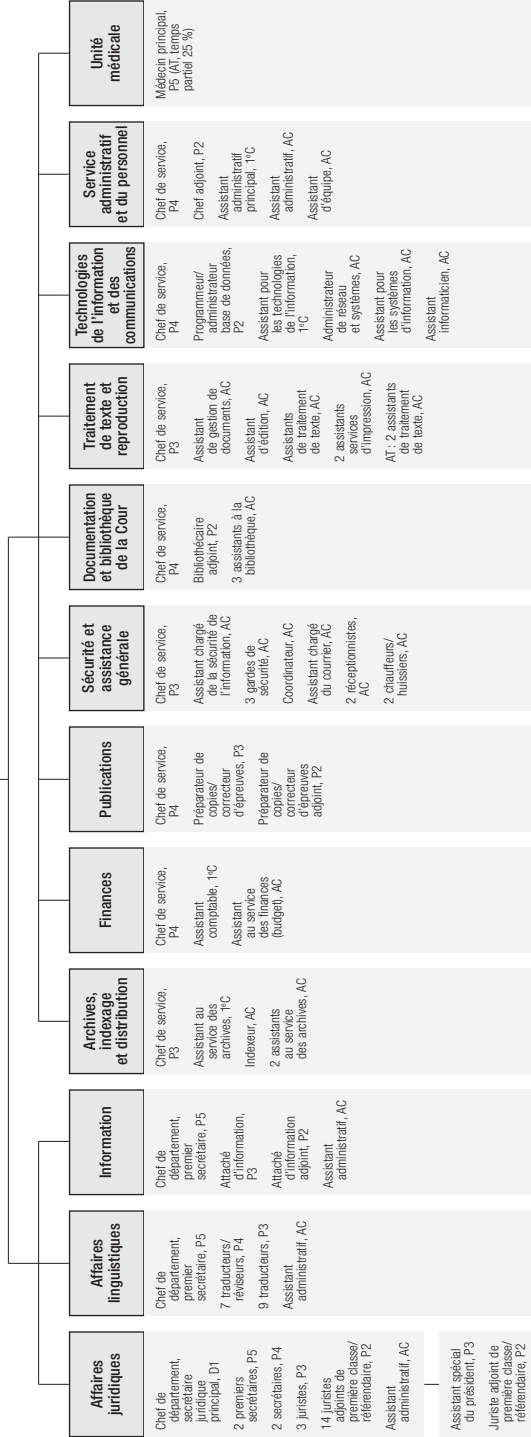 Affaires
juridiques
Chef de
département,
secrétaire
juridique
principal, D1
2 premiers
secrétaires, P5
2 secrétaires, P4
3 juristes, P3
14 juristes
adjoints de
première classe/
référendaire, P2
Assistant
administratif, AC
Assistant spécial
du président, P3
Juriste adjoint de
première classe/
référendaire, P2
Affaires
linguistiques
Chef de
département,
premier
secrétaire, P5
7 traducteurs/
réviseurs, P4
9 traducteurs, P3
Assistant
administratif, AC
Information
Chef de
département,
premier
secrétaire, P5
Attaché
d'information,
P3
Attaché
d'information
adjoint, P2
Assistant
administratif, AC
Archives,
indexage
et distribution
Chef de service,
P3
Assistant au
service des
archives, 1ºC
Indexeur, AC
2 assistants
au service
des archives, AC
Finances
Chef de service,
P4
Assistant
comptable, 1ºC
Assistant
au service
des finances
(budget), AC
Publications
Chef de service,
P4
Préparateur de
copies/
correcteur
d'épreuves, P3
Préparateur de
copies/
correcteur
d'épreuves
adjoint, P2
Sécurité et
assistance
générale
Chef de service,
P3
Assistant chargé
de la sécurité de
l'information, AC
3 gardes de
sécurité, AC
Coordinateur, AC
Assistant chargé
du courrier, AC
2 réceptionnistes,
AC
2 chauffeurs/
huissiers, AC
Documentation
et bibliothèque
de la Cour
Chef de service,
P4
Bibliothécaire
adjoint, P2
3 assistants à la
bibliothèque, AC
Traitement
de texte et
reproduction
Chef de service,
P3
Assistant
de gestion de
documents, AC
Assistant
d'édition, AC
Assistants
de traitement
de texte, AC
2 assistants
services
d'impression, AC
AT : 2 assistants
de traitement
de texte, AC
Technologies
de l'information
et des
communications
Chef de service,
P4
Programmeur/
administrateur
base de données,
P2
Assistant pour
les technologies
de l'information,
1ºC
Administrateur
de réseau
et systèmes, AC
Assistant pour
les systèmes
d'information, AC
Assistant
informaticien, AC
Service
administratif
et du personnel
Chef de service,
P4
Chef adjoint, P2
Assistant
administratif
principal, 1ºC
Assistant
administratif, AC
Assistant
d'équipe, AC
Unité
médicale
Médecin principal,
P5 (AT, temps
partiel 25 %)